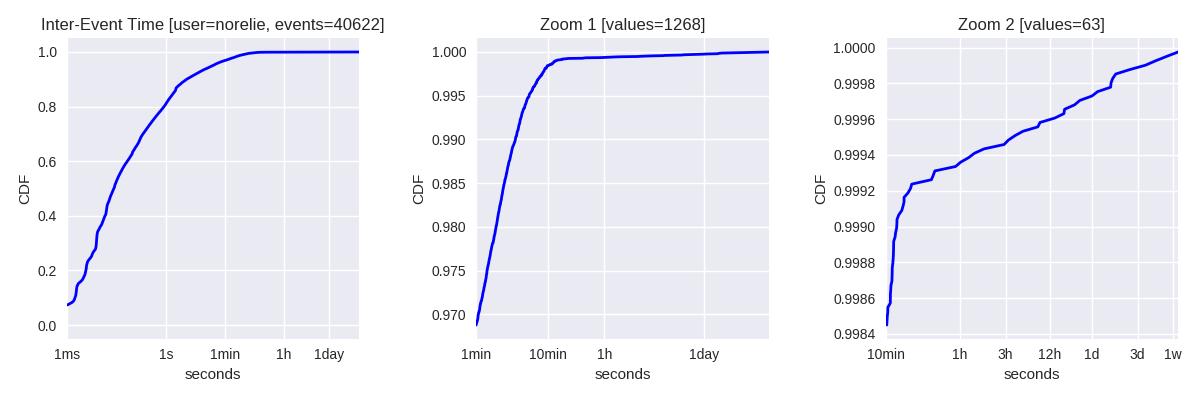 Inter-Event Time [user=norelie, events=40622]
CDF
1.0
0.8
0.6
0.4
0.2
0.0
1ms 1s 1min 1h 1day
seconds
Zoom 1 [values=1268]
CDF
1.000
0.995
0.990
0.985
0.980
0.975
0.970
1min 10min 1h 1day
seconds
Zoom 2 [values=63]
CDF
1.0000
0.9998
0.9996
0.9994
0.9992
0.9990
0.9988
0.9986
0.9984
10min 1h 3h 12h 1d 3d 1w
seconds